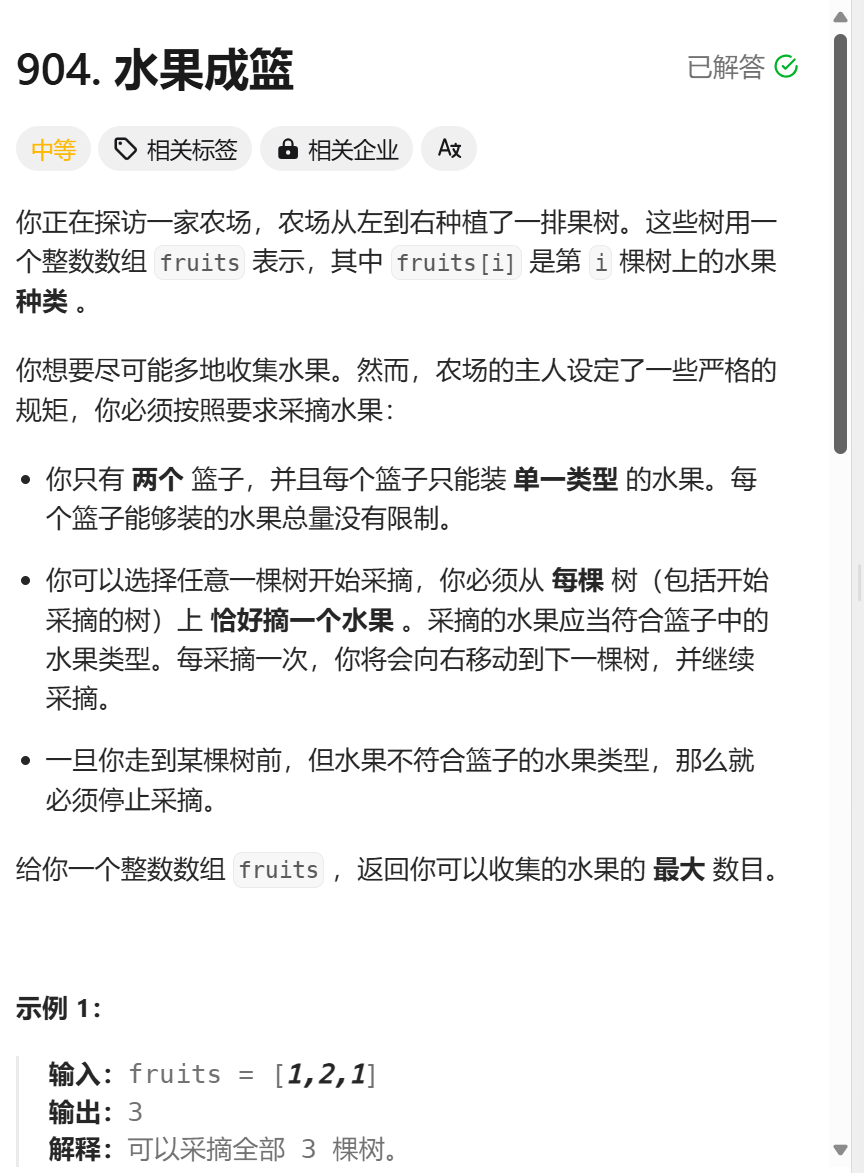 904. 水果成篮 已解答
中等 相关标签 相关企业 A文
你正在探访一家农场，农场从左到右种植了一排果树。这些树用一
个整数数组 fruits 表示，其中 fruits[i] 是第 i 棵树上的水果
种类 。
你想要尽可能多地收集水果。然而，农场的主人设定了一些严格的
规矩，你必须按照要求采摘水果：
• 你只有 两个 篮子，并且每个篮子只能装 单一类型 的水果。每
个篮子能够装的水果总量没有限制。
• 你可以选择任意一棵树开始采摘，你必须从 每棵 树（包括开始
采摘的树）上 恰好摘一个水果 。采摘的水果应当符合篮子中的
水果类型。每采摘一次，你将会向右移动到下一棵树，并继续
采摘。
• 一旦你走到某棵树前，但水果不符合篮子的水果类型，那么就
必须停止采摘。
给你一个整数数组 fruits ，返回你可以收集的水果的 最大 数目。
示例 1：
输入：fruits = [1,2,1]
输出：3
解释：可以采摘全部 3 棵树。